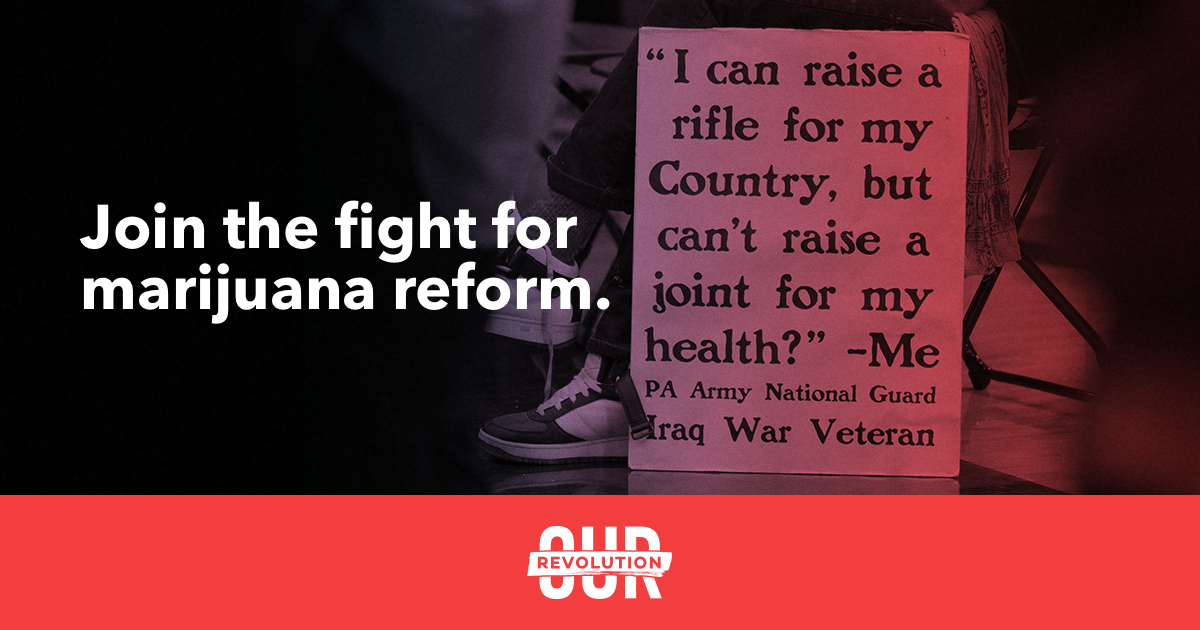 Join the fight for
marijuana reform.
“I can raise a
rifle for my
Country, but
can't raise a
joint for my
health?” –Me
PA Army National Guard
Iraq War Veteran
OUR
REVOLUTION